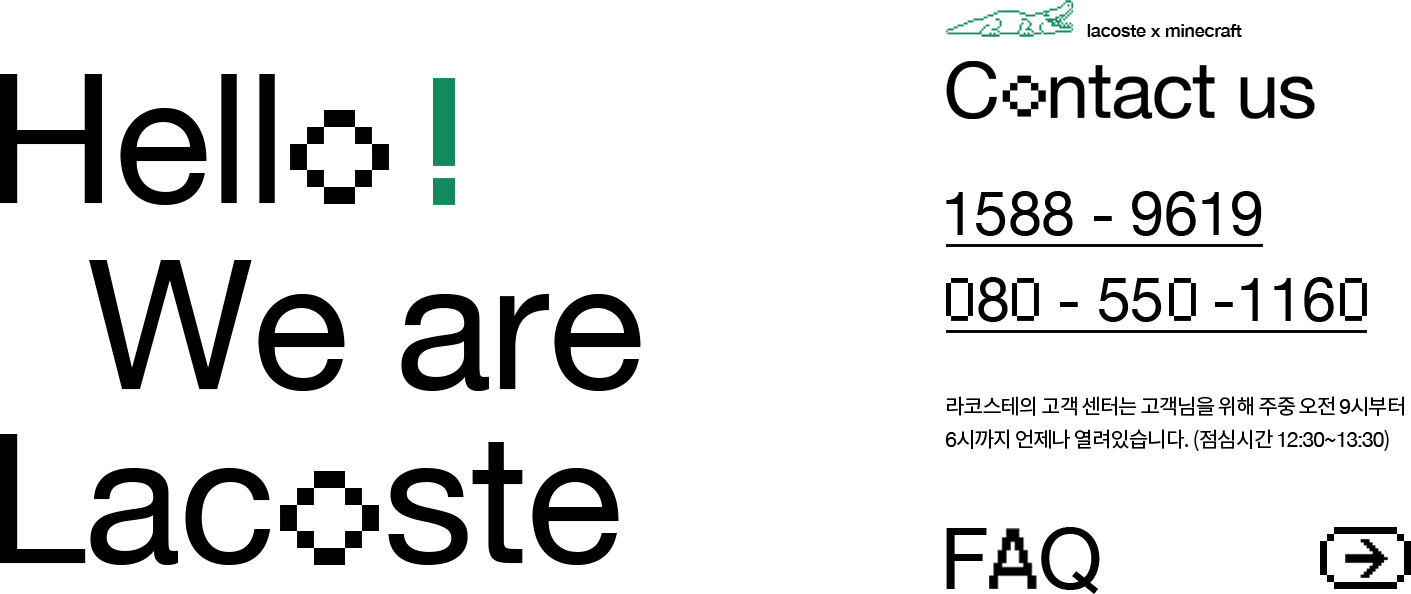 Hello !
We are
Lacoste
lacoste x minecraft
Contact us
1588 - 9619
080 - 550 -1160
라코스테의 고객 센터는 고객님을 위해 주중 오전 9시부터
6시까지 언제나 열려있습니다. (점심시간 12:30~13:30)
FAQ